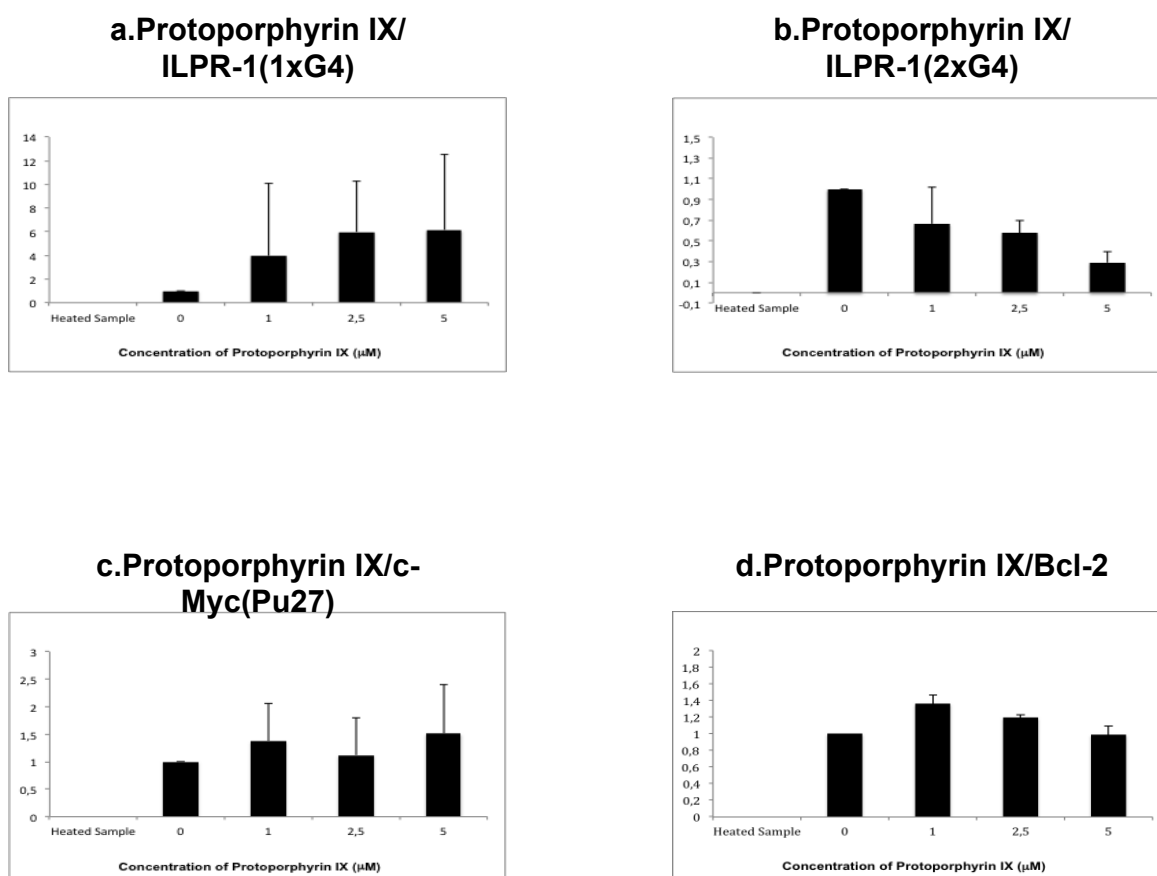 a.Protoporphyrin IX/
ILPR-1(1xG4)
14
12
10
8
6
4
2
0
Heated Sample 0 1 2,5 5
Concentration of Protoporphyrin IX (μM)
b.Protoporphyrin IX/
ILPR-1(2xG4)
1,5
1,3
1,1
0,9
0,7
0,5
0,3
0,1
-0,1
Heated Sample 0 1 2,5 5
Concentration of Protoporphyrin IX (μM)
c.Protoporphyrin IX/c-
Myc(Pu27)
3
2,5
2
1,5
1
0,5
0
Heated Sample 0 1 2,5 5
Concentration of Protoporphyrin IX (μM)
d.Protoporphyrin IX/Bcl-2
2
1,8
1,6
1,4
1,2
1
0,8
0,6
0,4
0,2
0
Heated Sample 0 1 2,5 5
Concentration of Protoporphyrin IX (μM)